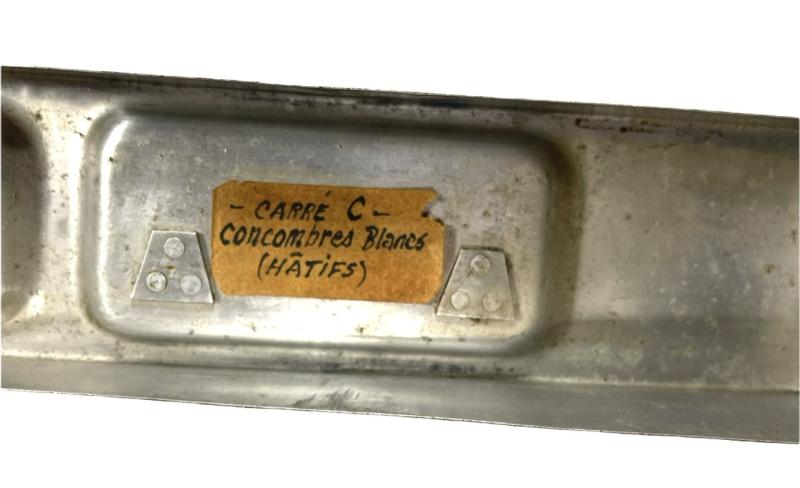 - CARRÉ C -
Concombres Blancs
(HÂTIFS)